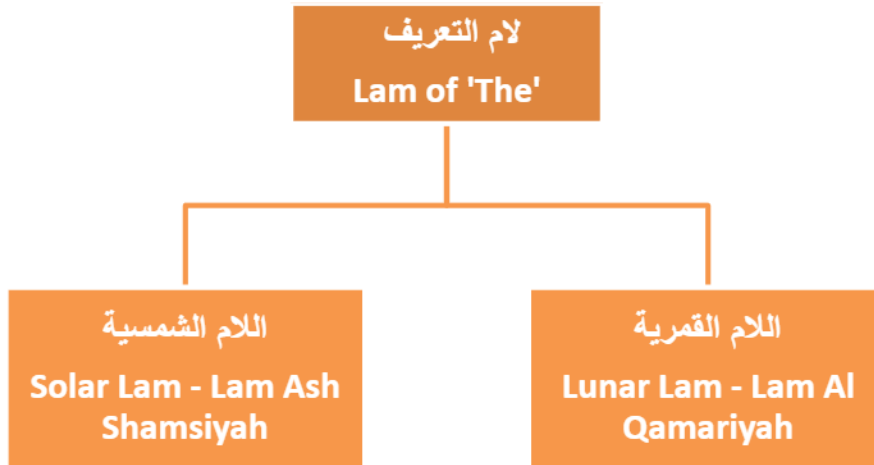 لام التعريف
Lam of 'The'
اللام الشمسية
Solar Lam - Lam Ash
Shamsiyah
اللام القمرية
Lunar Lam - Lam Al
Qamariyah